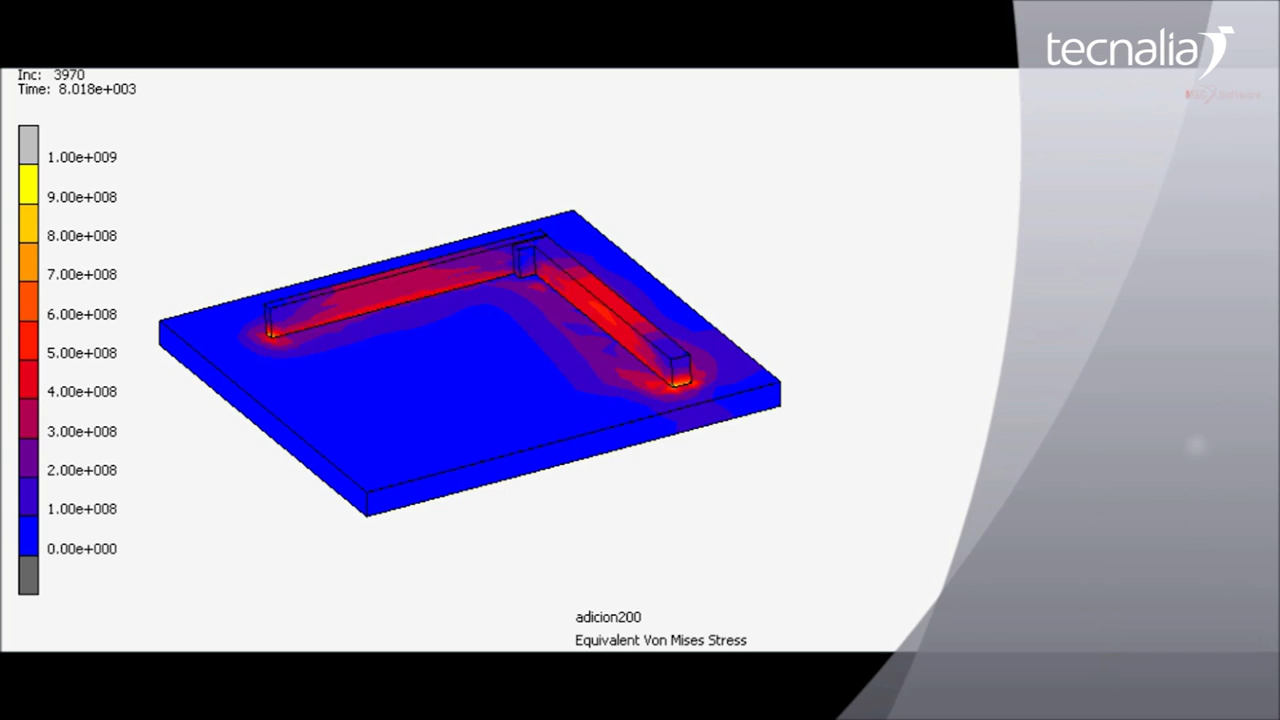 tecnalia
Inc: 3970
Time: 8.018e+003
MSC Software
1.00e+009
9.00e+008
8.00e+008
7.00e+008
6.00e+008
5.00e+008
4.00e+008
3.00e+008
2.00e+008
1.00e+008
0.00e+000
adicion200
Equivalent Von Mises Stress